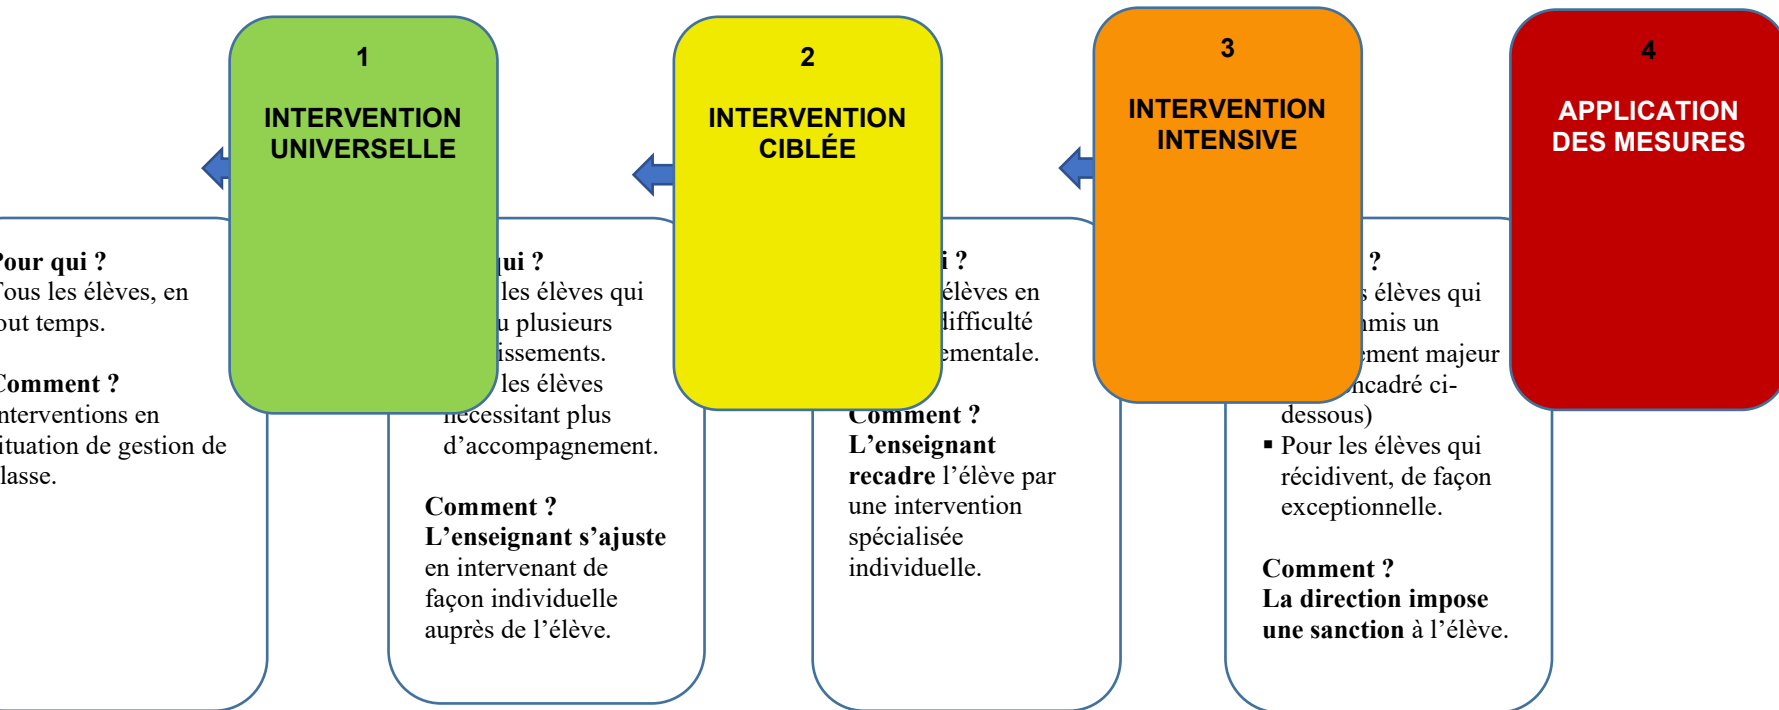 1
INTERVENTION
UNIVERSELLE
2
INTERVENTION
CIBLÉE
3
INTERVENTION
INTENSIVE
4
APPLICATION
DES MESURES
Pour qui ?
Tous les élèves, en
tout temps.
Comment ?
Interventions en
situation de gestion de
classe.
qui ?
les élèves qui
plusieurs
les élèves
nécessitant plus
d’accompagnement.
Comment ?
L’enseignant s’ajuste
en intervenant de
façon individuelle
auprès de l’élève.
?
élèves en
difficulté
Comment ?
L’enseignant
recadre l’élève par
une intervention
spécialisée
individuelle.
?
élèves qui
un
majeur
encadré ci-
dessous)
▪ Pour les élèves qui
récidivent, de façon
exceptionnelle.
Comment ?
La direction impose
une sanction à l’élève.